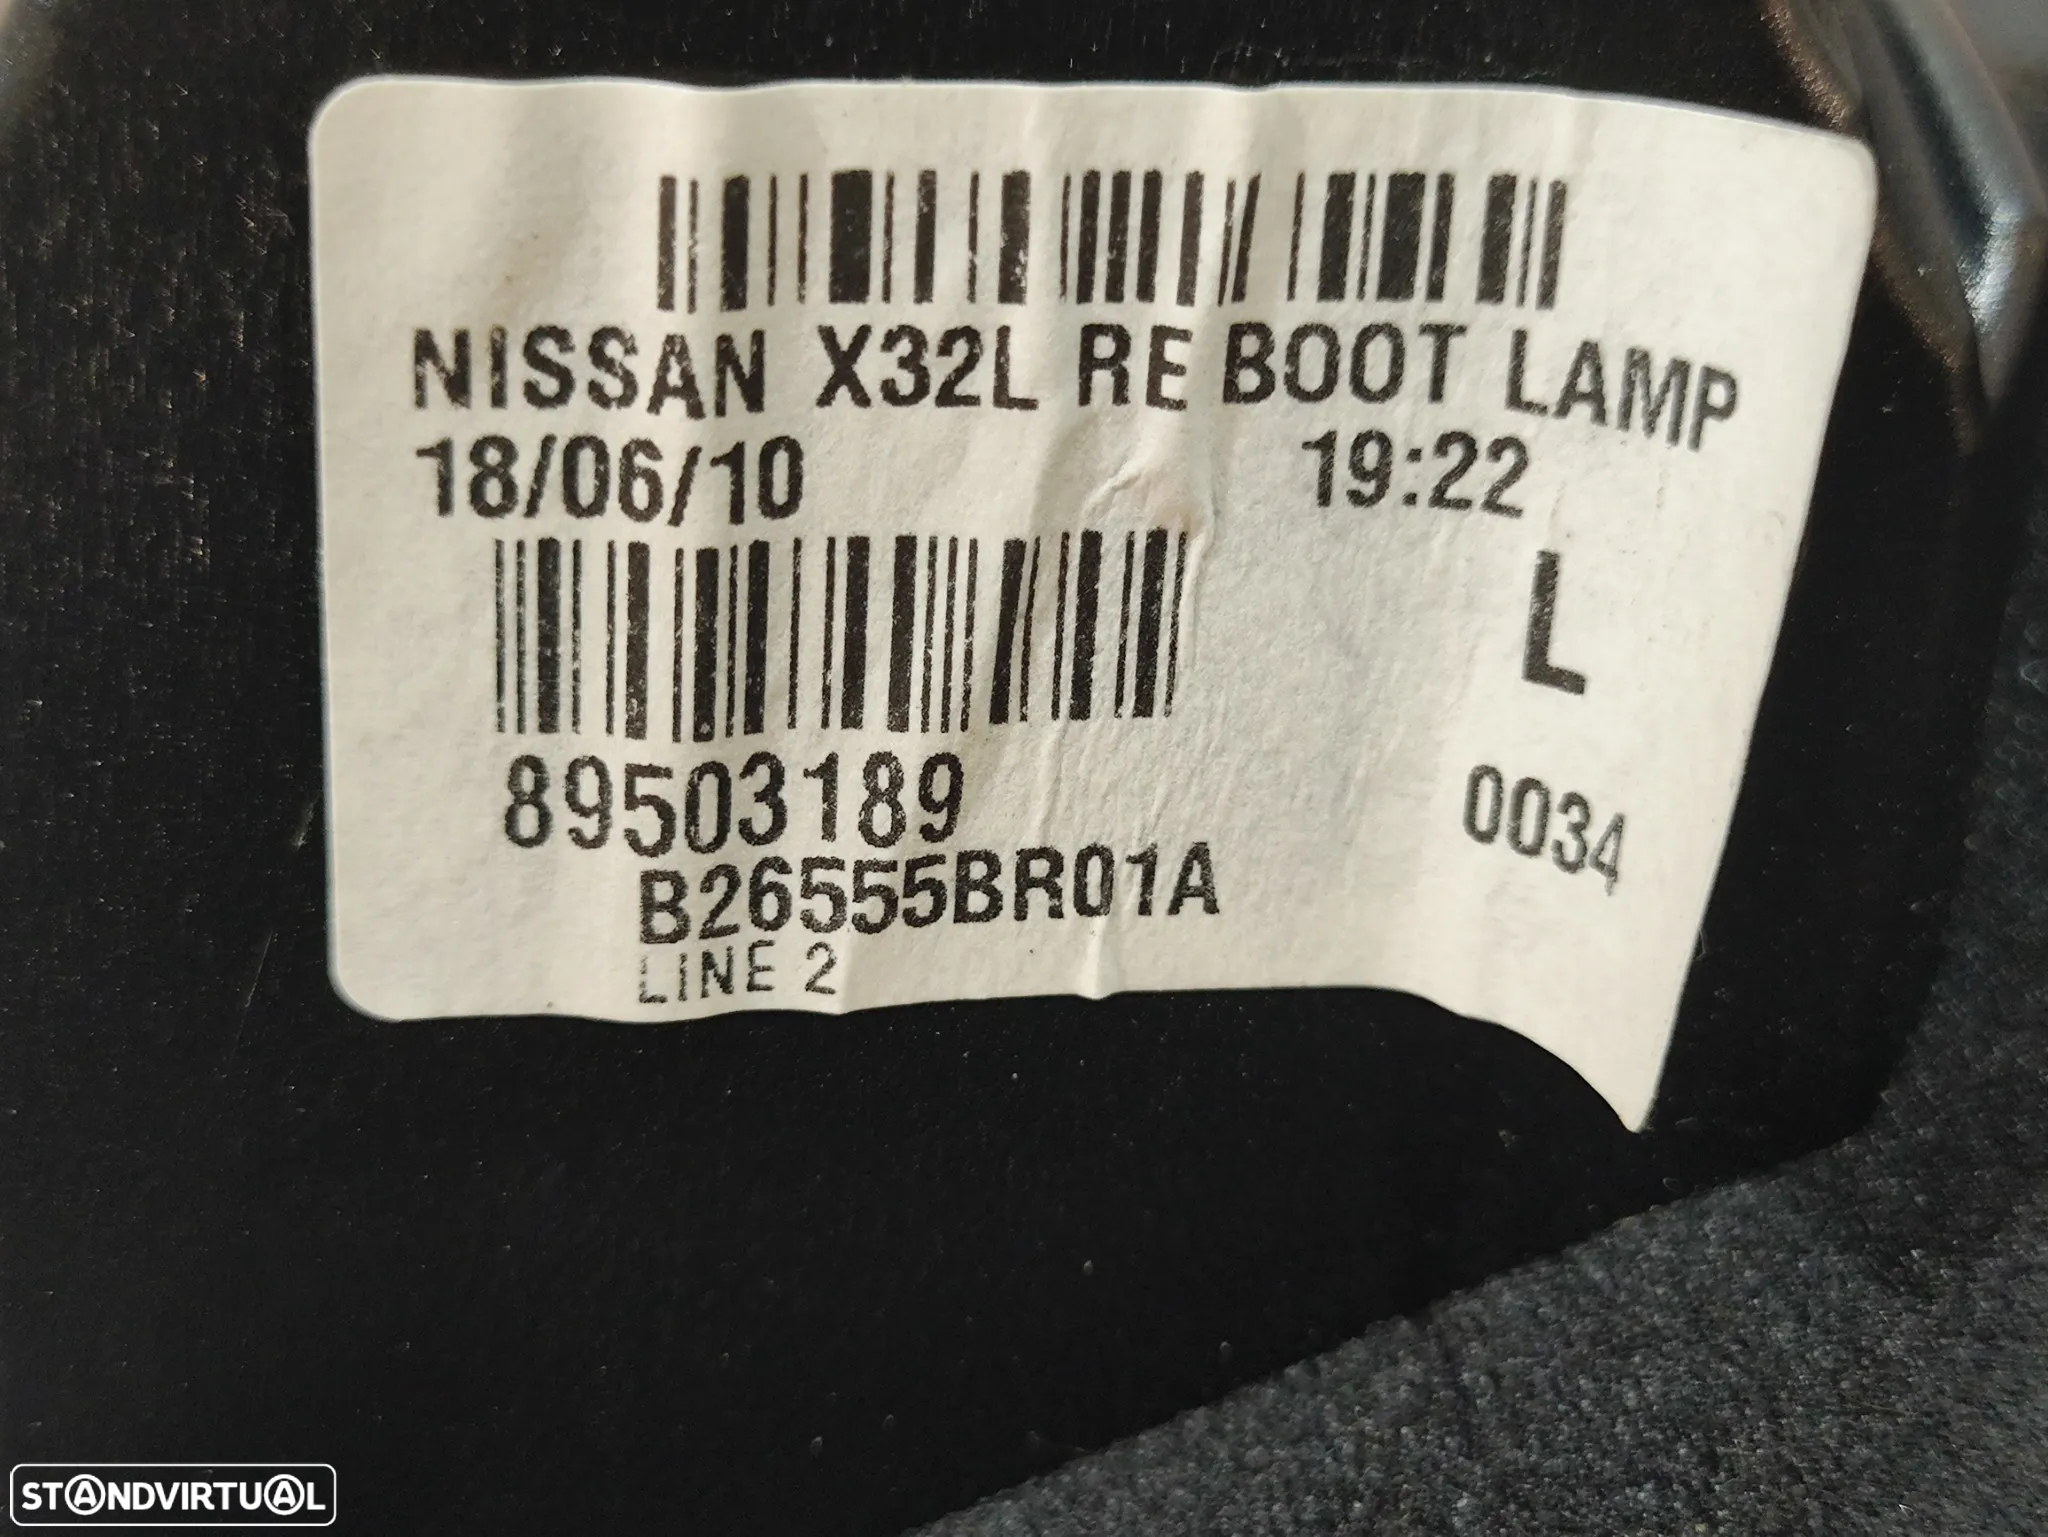 NISSAN X32L RE BOOT LAMP
18/06/10 19:22
L
89503189 0034
B26555BR01A
LINE 2
STANDVIRTUAL